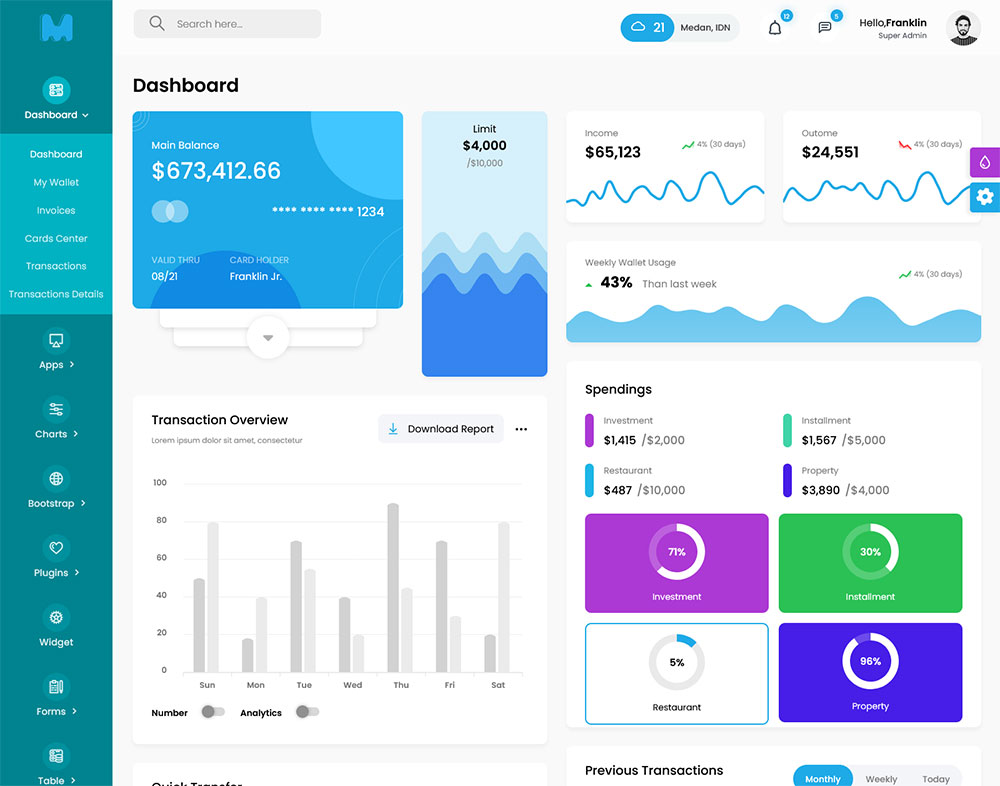 Search here...
21
Medan, IDN
12
5
Hello,Franklin
Super Admin
Dashboard
Dashboard
My Wallet
Invoices
Cards Center
Transactions
Transactions Details
Apps
Charts
Bootstrap
Plugins
Widget
Forms
Table
Dashboard
Main Balance
$673,412.66
**** **** **** 1234
VALID THRU
CARD HOLDER
08/21
Franklin Jr.
Limit
$4,000
/$10,000
Income
$65,123
4% (30 days)
Outome
$24,551
4% (30 days)
Weekly Wallet Usage
43% Than last week
4% (30 days)
Transaction Overview
Lorem ipsum dolor sit amet, consectetur
Download Report
100
80
60
40
20
0
Sun Mon Tue Wed Thu Fri Sat
Number
Analytics
Spendings
Investment
$1,415 /$2,000
Installment
$1,567 /$5,000
Restaurant
$487 /$10,000
Property
$3,890 /$4,000
71%
Investment
30%
Installment
5%
Restaurant
96%
Property
Quick Transfer
Previous Transactions
Monthly
Weekly
Today